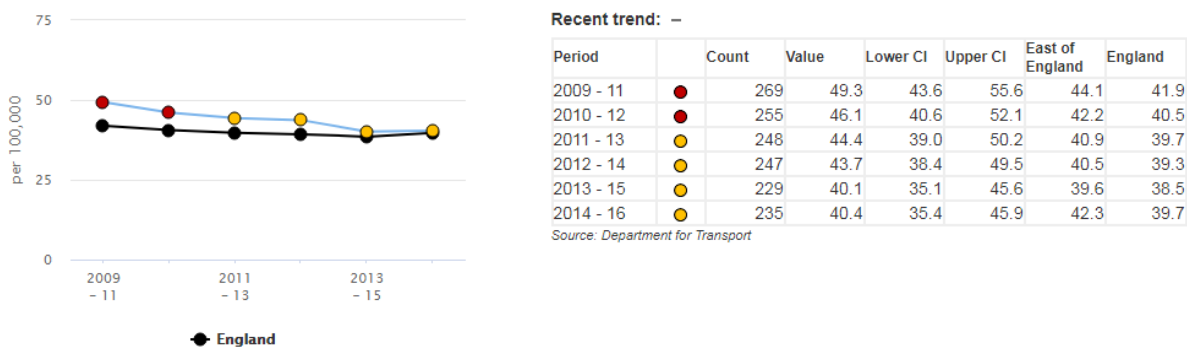 75
50
25
0
per 100,000
2009
– 11
2011
– 13
2013
– 15
England
Recent trend: –
Period Count Value Lower CI Upper CI East of England England
2009 - 11 269 49.3 43.6 55.6 44.1 41.9
2010 - 12 255 46.1 40.6 52.1 42.2 40.5
2011 - 13 248 44.4 39.0 50.2 40.9 39.7
2012 - 14 247 43.7 38.4 49.5 40.5 39.3
2013 - 15 229 40.1 35.1 45.6 39.6 38.5
2014 - 16 235 40.4 35.4 45.9 42.3 39.7
Source: Department for Transport